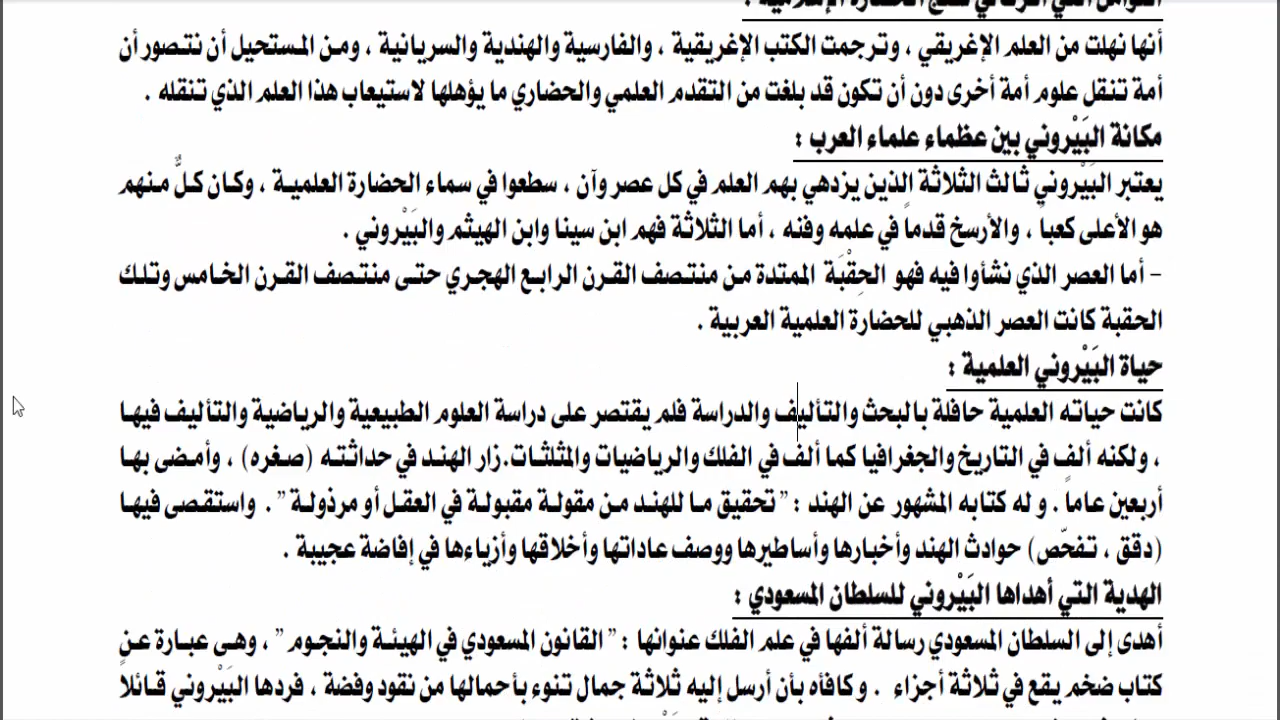 العوامل التي
أنها نهلت من العلم الإغريقي ، وترجمت الكتب الإغريقية ، والفارسية والهندية والسريانية ، ومن المستحيل أن نتصور أن
أمة تنقل علوم أمة أخرى دون أن تكون قد بلغت من التقدم العلمي والحضاري ما يؤهلها لاستيعاب هذا العلم الذي تنقله .
مكانة البَيْروني بين عظماء علماء العرب :
يعتبر البَيْروني ثالث الثلاثة الذين يزدهي بهم العلم في كل عصر وآن ، سطعوا في سماء الحضارة العلمية ، وكان كلٌّ منهم
هو الأعلى كعباً ، والأرسخ قدماً في علمه وفنه ، أما الثلاثة فهم ابن سينا وابن الهيثم والبَيْروني .
- أما العصر الذي نشأوا فيه فهو الحِقْبَة الممتدة من منتصف القرن الرابع الهجري حتى منتصف القرن الخامس وتلك
الحقبة كانت العصر الذهبي للحضارة العلمية العربية .
حياة البَيْروني العلمية :
كانت حياته العلمية حافلة بالبحث والتأليف والدراسة فلم يقتصر على دراسة العلوم الطبيعية والرياضية والتأليف فيها
، ولكنه ألف في التاريخ والجغرافيا كما ألف في الفلك والرياضيات والمثلثات.زار الهند في حداثته (صغره) ، وأمضى بها
أربعين عاماً . و له كتابه المشهور عن الهند : "تحقيق ما للهند من مقولة مقبولة في العقل أو مرذولة" . واستقصى فيها
(دقق ، تفحّص) حوادث الهند وأخبارها وأساطيرها ووصف عاداتها وأخلاقها وأزياءها في إفاضة عجيبة .
الهدية التي أهداها البَيْروني للسلطان المسعودي :
أهدى إلى السلطان المسعودي رسالة ألفها في علم الفلك عنوانها : " القانون المسعودي في الهيئة والنجوم " ، وهى عبارة عن
كتاب ضخم يقع في ثلاثة أجزاء . و كافأه بأن أرسل إليه ثلاثة جمال تنوء بأحمالها من نقود وفضة ، فردها البَيْروني قائلاً